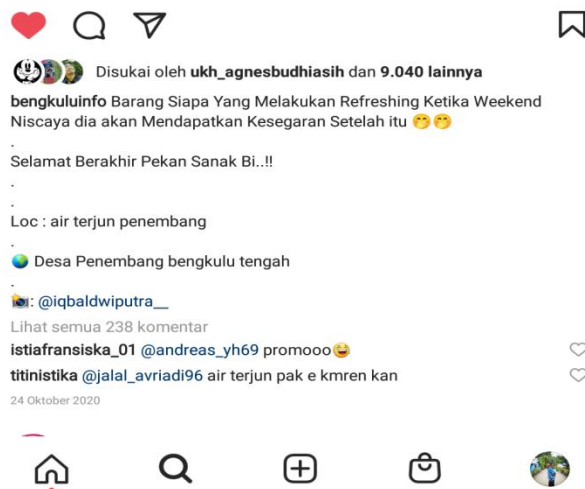 Disukai oleh ukh_agnesbudhiasih dan 9.040 lainnya
bengkuluinfo Barang Siapa Yang Melakukan Refreshing Ketika Weekend
Niscaya dia akan Mendapatkan Kesegaran Setelah itu 🤭🤭
.
Selamat Berakhir Pekan Sanak Bi..!!
.
.
Loc : air terjun penembang
.
🌍 Desa Penembang bengkulu tengah
.
📸: @iqbaldwiputra__
Lihat semua 238 komentar
istiafransiska_01 @andreas_yh69 promooo😂
titinistika @jalal_avriadi96 air terjun pak e kmren kan
24 Oktober 2020